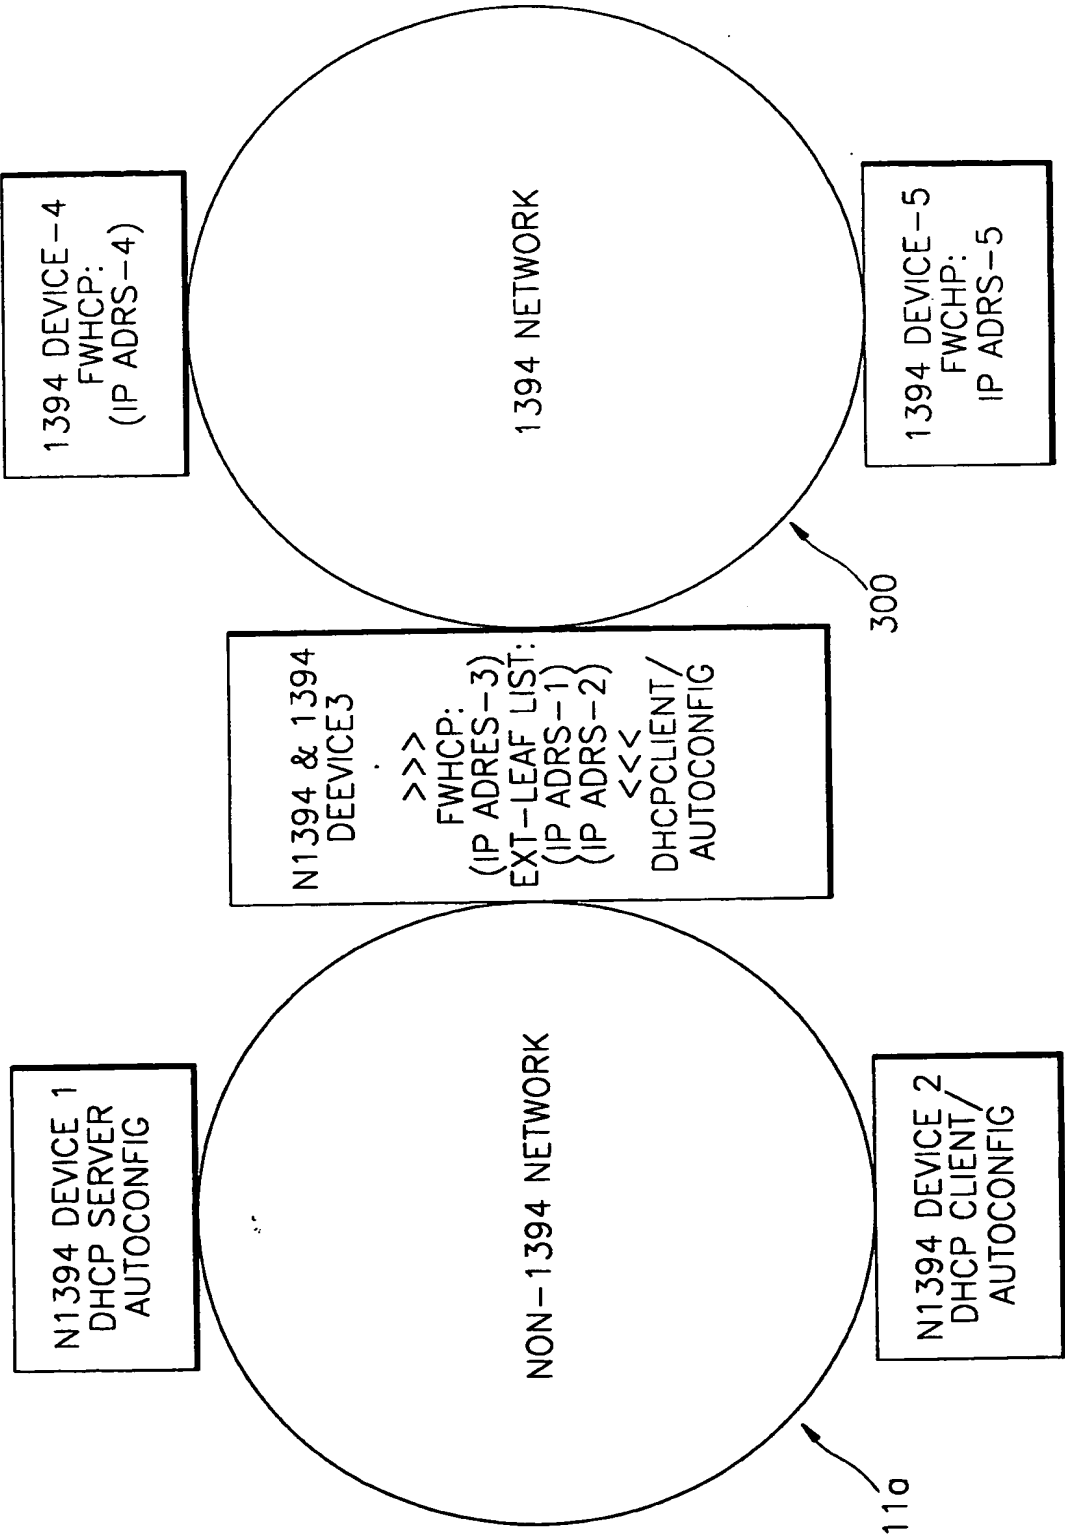 N1394 DEVICE 1
DHCP SERVER
AUTOCONFIG
NON-1394 NETWORK
N1394 DEVICE 2
DHCP CLIENT/
AUTOCONFIG
11a
N1394 & 1394
DEEVICE3
>>>
FWHCP:
(IP ADRES-3)
EXT-LEAF LIST:
(IP ADRS-1)
(IP ADRS-2)
<<<
DHCPCLIENT/
AUTOCONFIG
1394 DEVICE-4
FWHCP:
(IP ADRS-4)
1394 NETWORK
1394 DEVICE-5
FWCHP:
IP ADRS-5
300